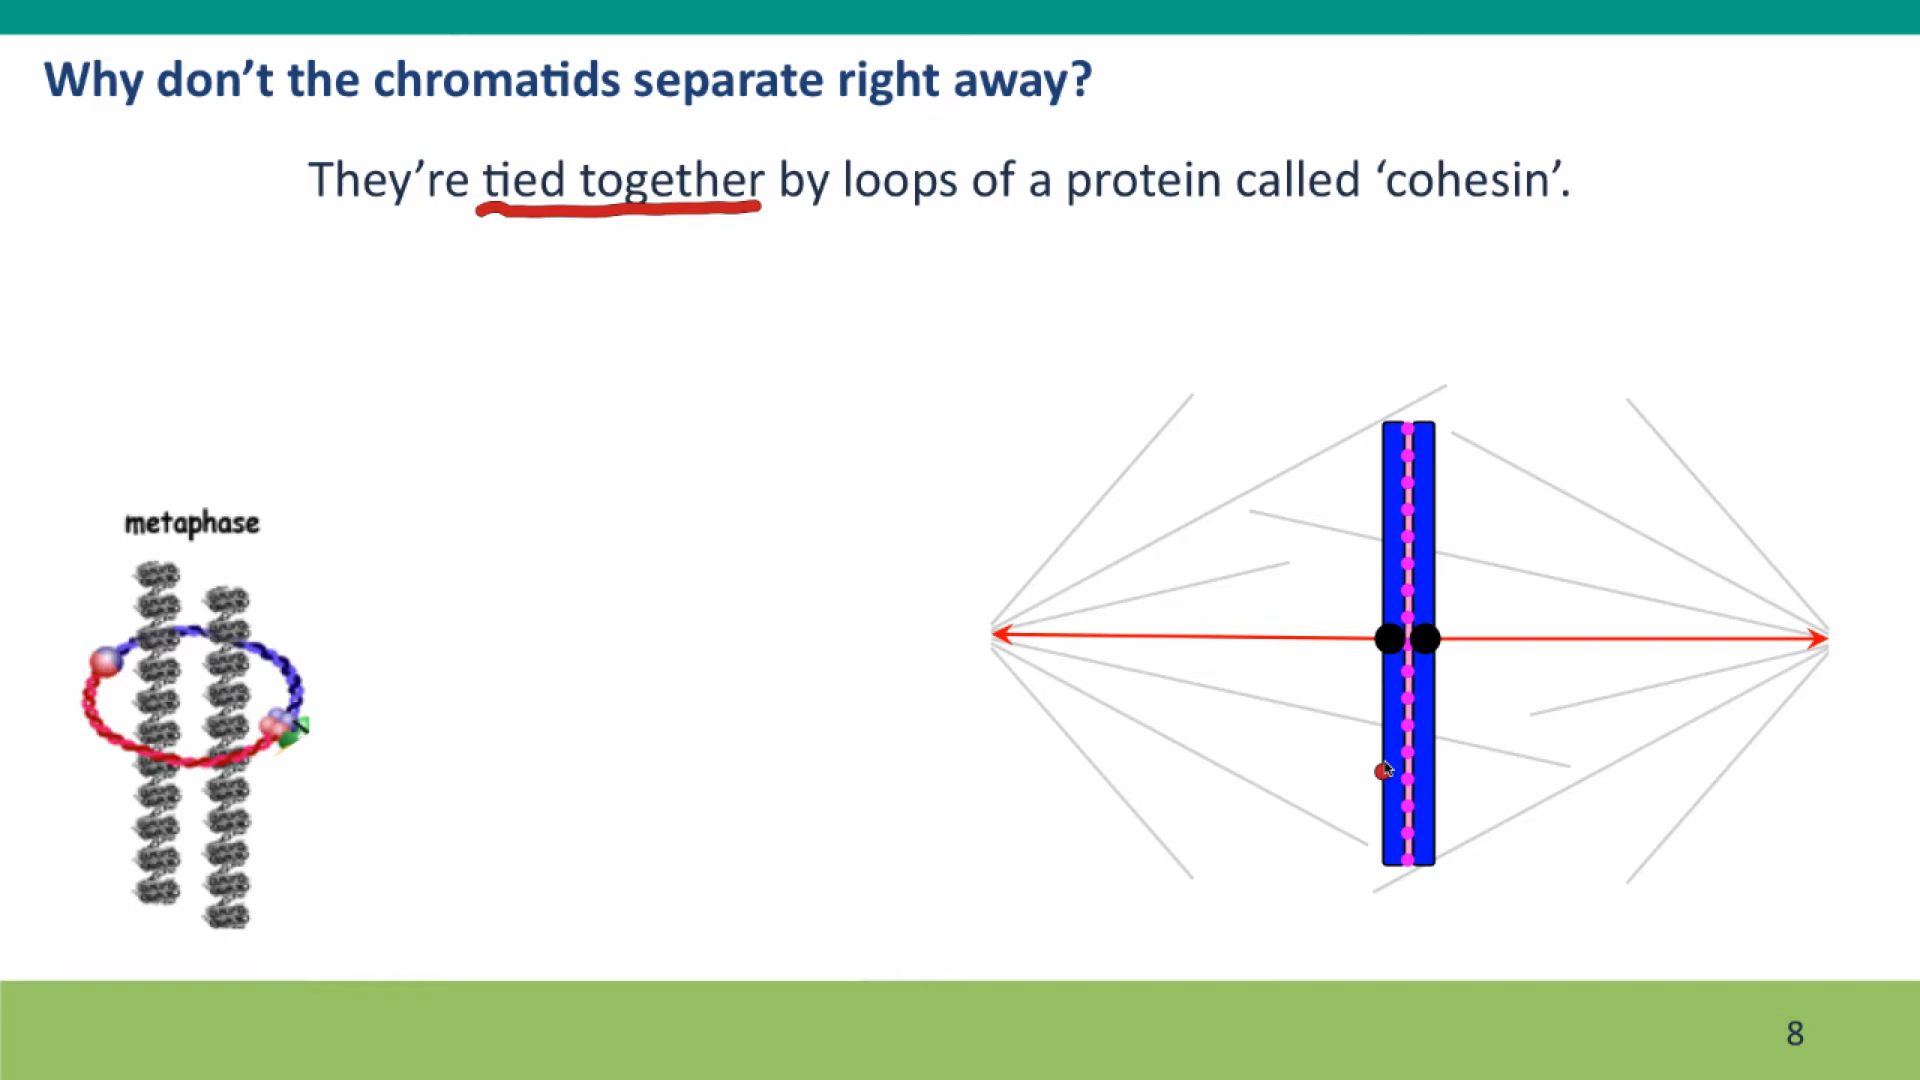 Why don’t the chromatids separate right away?
They’re tied together by loops of a protein called ‘cohesin’.
metaphase
8